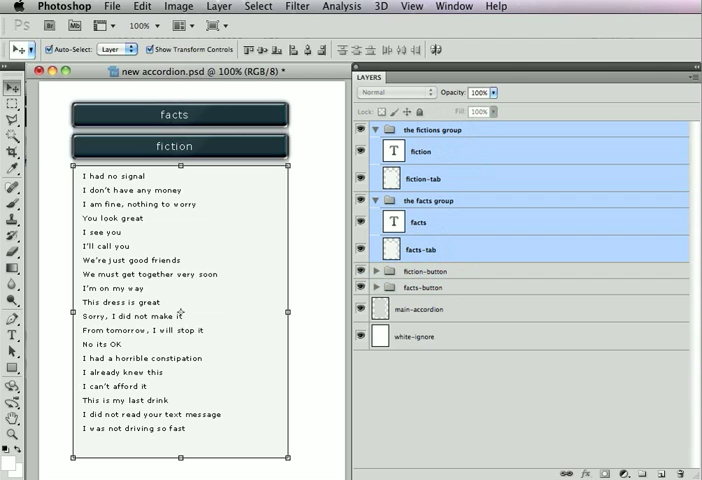 Photoshop File Edit Image Layer Select Filter Analysis 3D View Window Help
Ps Br Mb 100%
Auto-Select: Layer Show Transform Controls
new accordion.psd @ 100% (RGB/8) *
facts
fiction
I had no signal
I don't have any money
I am fine, nothing to worry
You look great
I see you
I'll call you
We're just good friends
We must get together very soon
I'm on my way
This dress is great
Sorry, I did not make it
From tomorrow, I will stop it
No its OK
I had a horrible constipation
I already knew this
I can't afford it
This is my last drink
I did not read your text message
I was not driving so fast
LAYERS
Normal Opacity: 100%
Lock: Fill: 100%
the fictions group
T fiction
fiction-tab
the facts group
T facts
facts-tab
fiction-button
facts-button
main-accordion
white-ignore
fx